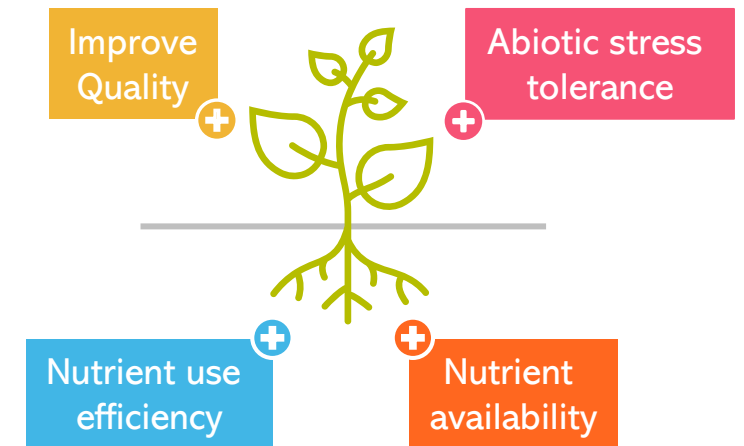 Improve
Quality
Abiotic stress
tolerance
Nutrient use
efficiency
Nutrient
availability